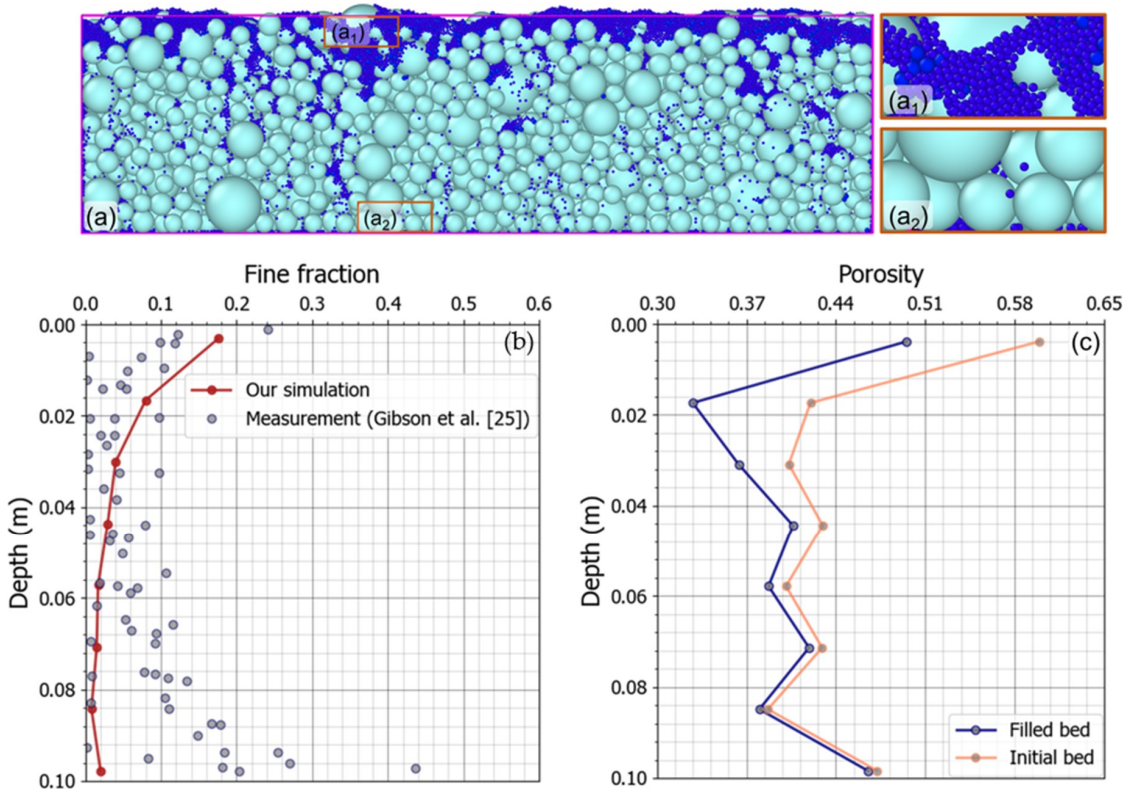 (a₁)
(a₁)
(a)
(a₂)
(a₂)
Fine fraction
0.0 0.1 0.2 0.3 0.4 0.5 0.6
0.00
0.02
0.04
0.06
0.08
0.10
Depth (m)
(b)
Our simulation
Measurement (Gibson et al. [25])
Porosity
0.30 0.37 0.44 0.51 0.58 0.65
0.00
0.02
0.04
0.06
0.08
0.10
Depth (m)
(c)
Filled bed
Initial bed